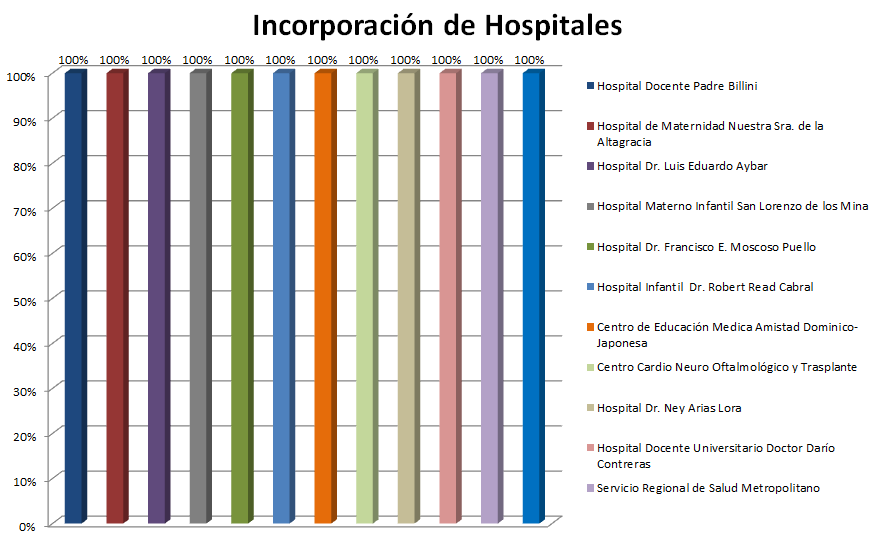 Incorporación de Hospitales
100% 100% 100% 100% 100% 100% 100% 100% 100% 100% 100% 100%
100%
90%
80%
70%
60%
50%
40%
30%
20%
10%
0%
Hospital Docente Padre Billini
Hospital de Maternidad Nuestra Sra. de la
Altagracia
Hospital Dr. Luis Eduardo Aybar
Hospital Materno Infantil San Lorenzo de los Mina
Hospital Dr. Francisco E. Moscoso Puello
Hospital Infantil Dr. Robert Read Cabral
Centro de Educación Medica Amistad Dominico-
Japonesa
Centro Cardio Neuro Oftalmológico y Trasplante
Hospital Dr. Ney Arias Lora
Hospital Docente Universitario Doctor Darío
Contreras
Servicio Regional de Salud Metropolitano